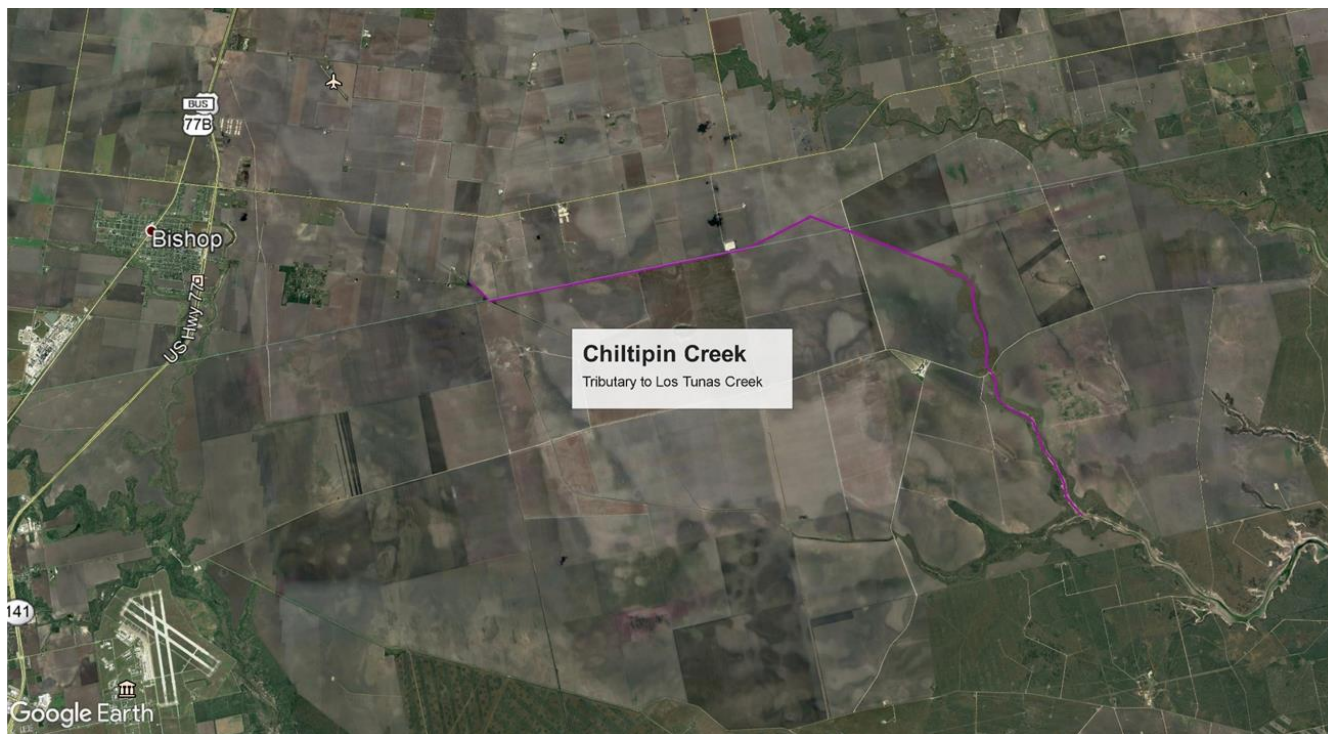 BUS
77B
Bishop
US Hwy 77
Chiltipin Creek
Tributary to Los Tunas Creek
141
Google Earth